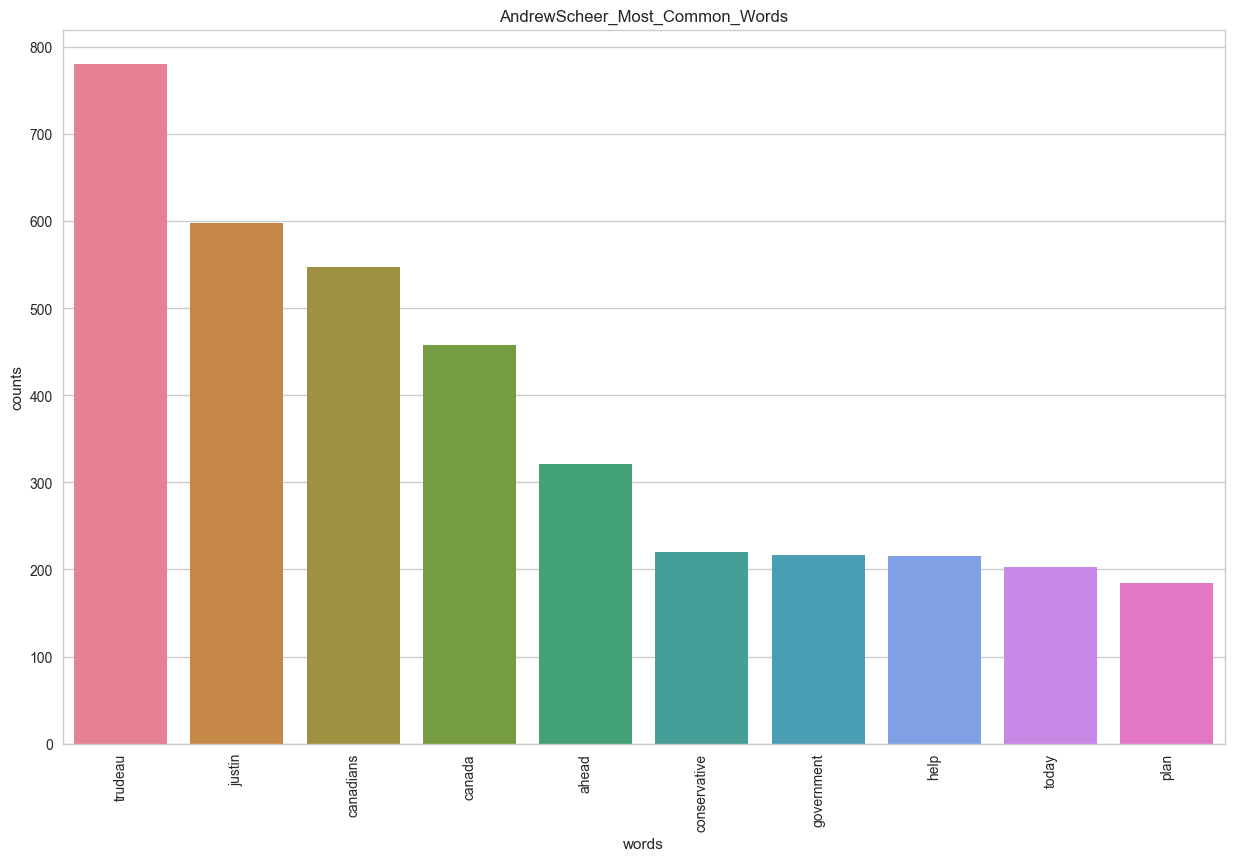 AndrewScheer_Most_Common_Words
800
700
600
500
400
300
200
100
0
counts
trudeau
justin
canadians
canada
ahead
conservative
government
help
today
plan
words